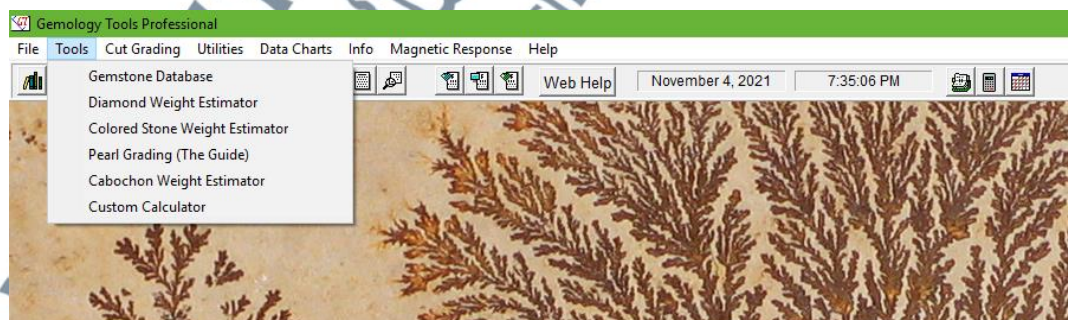 Gemology Tools Professional
File Tools Cut Grading Utilities Data Charts Info Magnetic Response Help
Web Help November 4, 2021 7:35:06 PM
Gemstone Database
Diamond Weight Estimator
Colored Stone Weight Estimator
Pearl Grading (The Guide)
Cabochon Weight Estimator
Custom Calculator